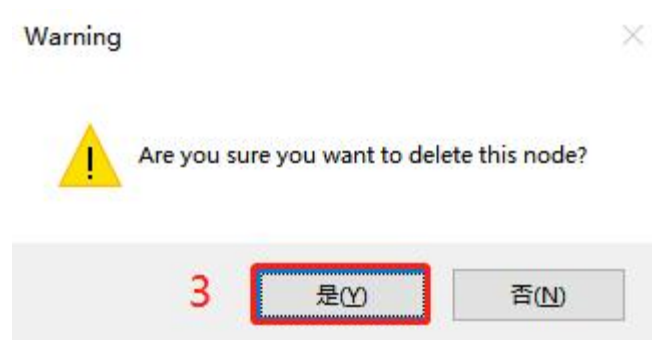 Warning
Are you sure you want to delete this node?
3
是(Y)
否(N)